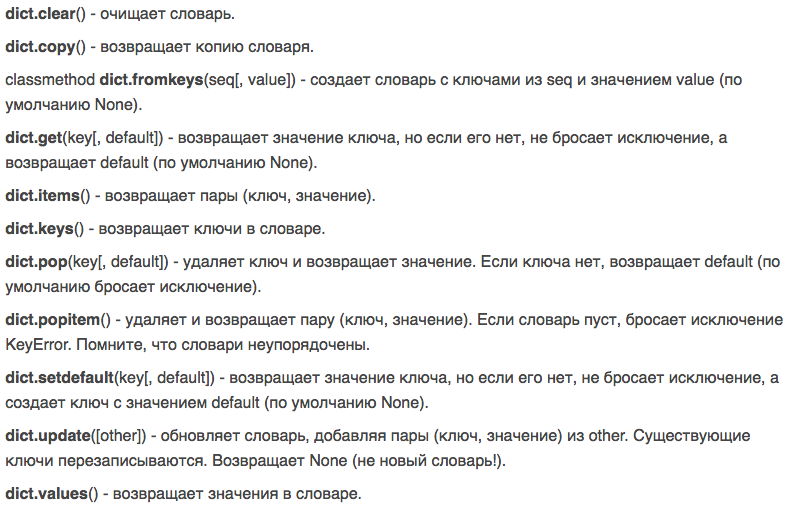 dict.clear() - очищает словарь.
dict.copy() - возвращает копию словаря.
classmethod dict.fromkeys(seq[, value]) - создает словарь с ключами из seq и значением value (по
умолчанию None).
dict.get(key[, default]) - возвращает значение ключа, но если его нет, не бросает исключение, а
возвращает default (по умолчанию None).
dict.items() - возвращает пары (ключ, значение).
dict.keys() - возвращает ключи в словаре.
dict.pop(key[, default]) - удаляет ключ и возвращает значение. Если ключа нет, возвращает default (по
умолчанию бросает исключение).
dict.popitem() - удаляет и возвращает пару (ключ, значение). Если словарь пуст, бросает исключение
KeyError. Помните, что словари неупорядочены.
dict.setdefault(key[, default]) - возвращает значение ключа, но если его нет, не бросает исключение, а
создает ключ с значением default (по умолчанию None).
dict.update([other]) - обновляет словарь, добавляя пары (ключ, значение) из other. Существующие
ключи перезаписываются. Возвращает None (не новый словарь!).
dict.values() - возвращает значения в словаре.